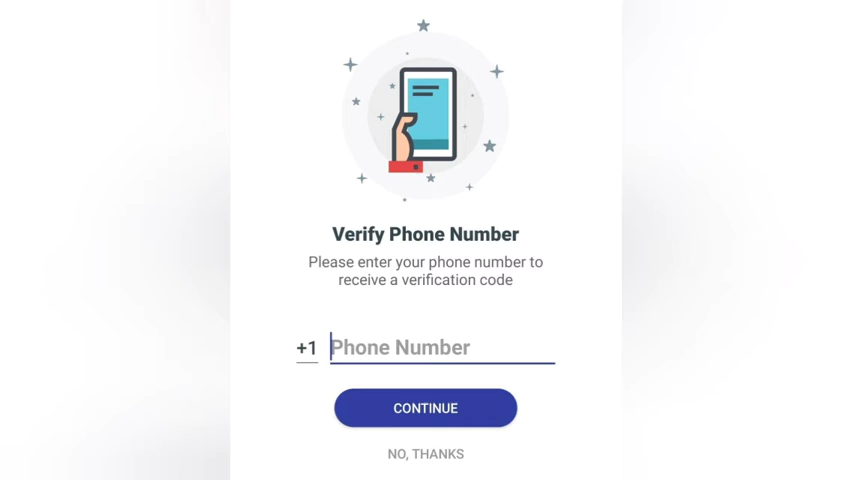 Verify Phone Number
Please enter your phone number to
receive a verification code
+1 Phone Number
CONTINUE
NO, THANKS